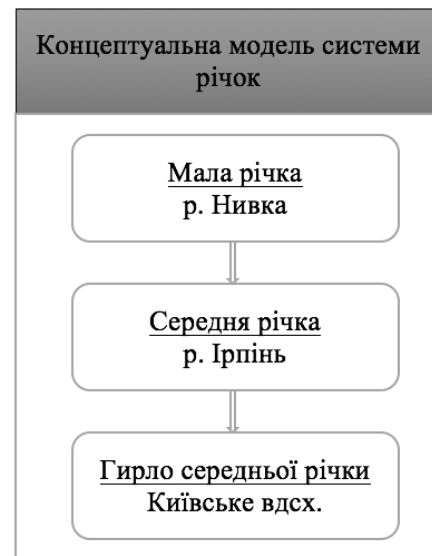 Концептуальна модель системи
річок
Мала річка
р. Нивка
Середня річка
р. Ірпінь
Гирло середньої річки
Київське вдсх.